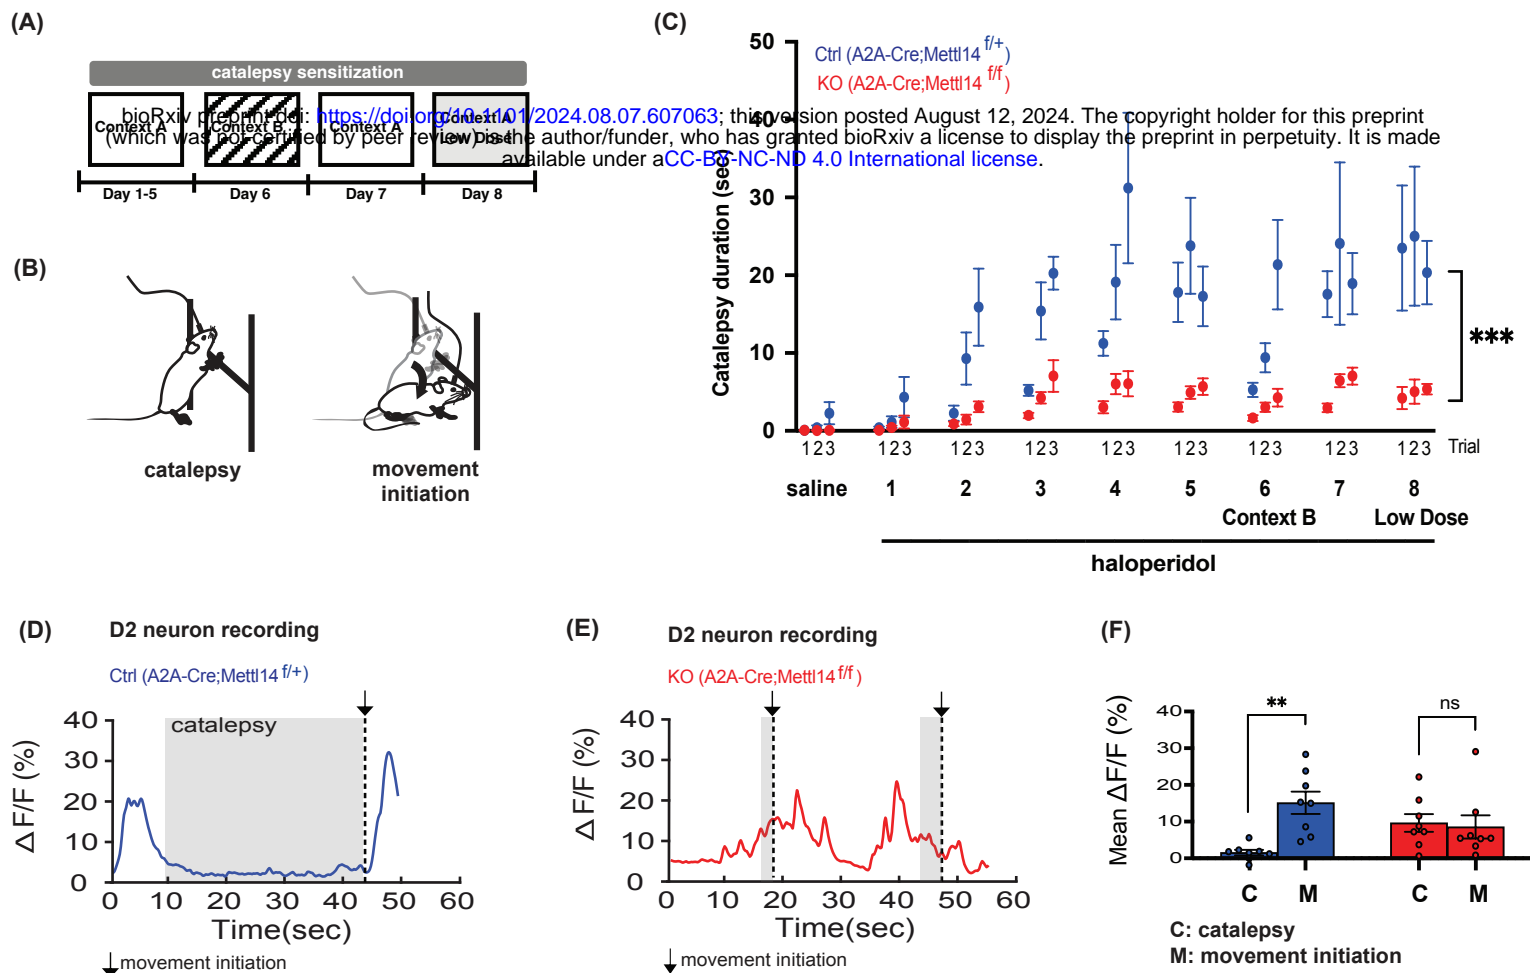 (A)
catalepsy sensitization
Context A
Context B
Context A
Context A
Low Dose
Day 1-5
Day 6
Day 7
Day 8
bioRxiv preprint doi: https://doi.org/10.1101/2024.08.07.607063; this version posted August 12, 2024. The copyright holder for this preprint
(which was not certified by peer review) is the author/funder, who has granted bioRxiv a license to display the preprint in perpetuity. It is made
available under aCC-BY-NC-ND 4.0 International license.
(B)
catalepsy
movement
initiation
(C)
Ctrl (A2A-Cre;Mettl14 f/+)
KO (A2A-Cre;Mettl14 f/f)
Catalepsy duration (sec)
50
40
30
20
10
0
***
123 123 123 123 123 123 123 123 123 Trial
saline 1 2 3 4 5 6 7 8
Context B Low Dose
haloperidol
(D)
D2 neuron recording
Ctrl (A2A-Cre;Mettl14 f/+)
catalepsy
ΔF/F (%)
40
30
20
10
0
0 10 20 30 40 50 60
Time(sec)
movement initiation
(E)
D2 neuron recording
KO (A2A-Cre;Mettl14 f/f)
ΔF/F (%)
40
30
20
10
0
0 10 20 30 40 50 60
Time(sec)
movement initiation
(F)
Mean ΔF/F (%)
40
30
20
10
0
**
ns
C M C M
C: catalepsy
M: movement initiation